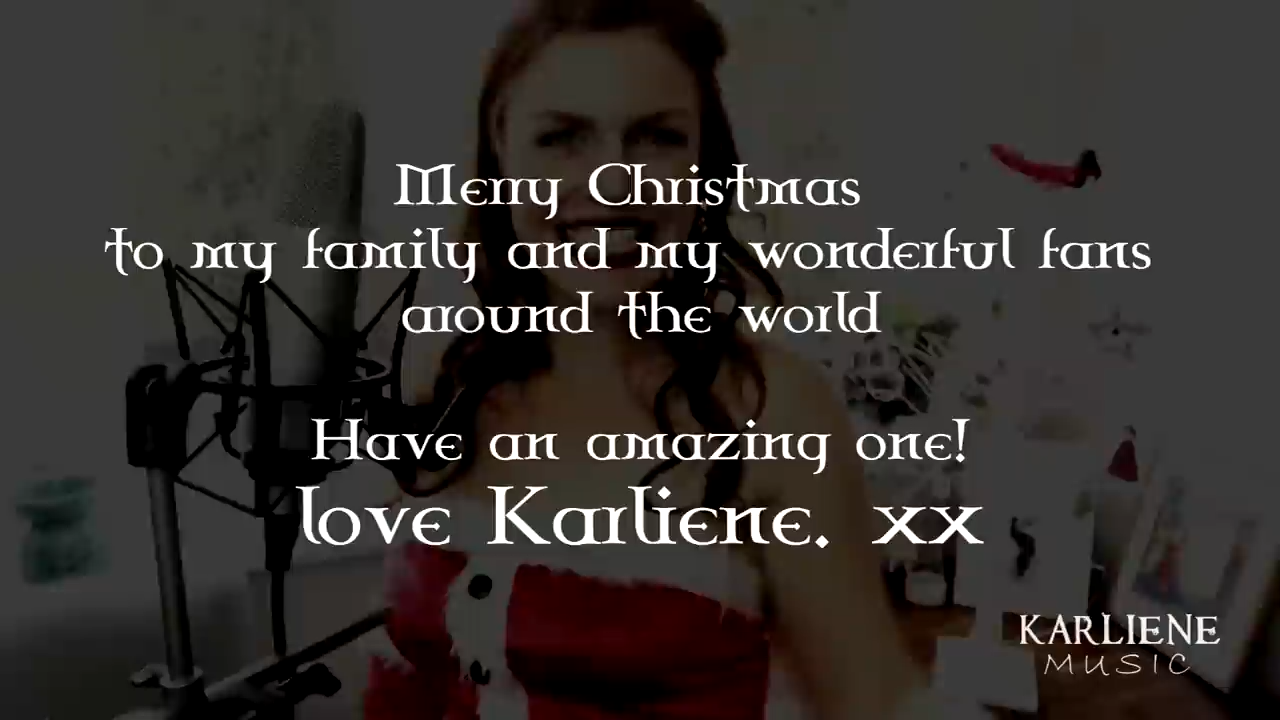 Merry Christmas
to my family and my wonderful fans
around the world
Have an amazing one!
love Karliene. xx
KARLIENE
MUSIC